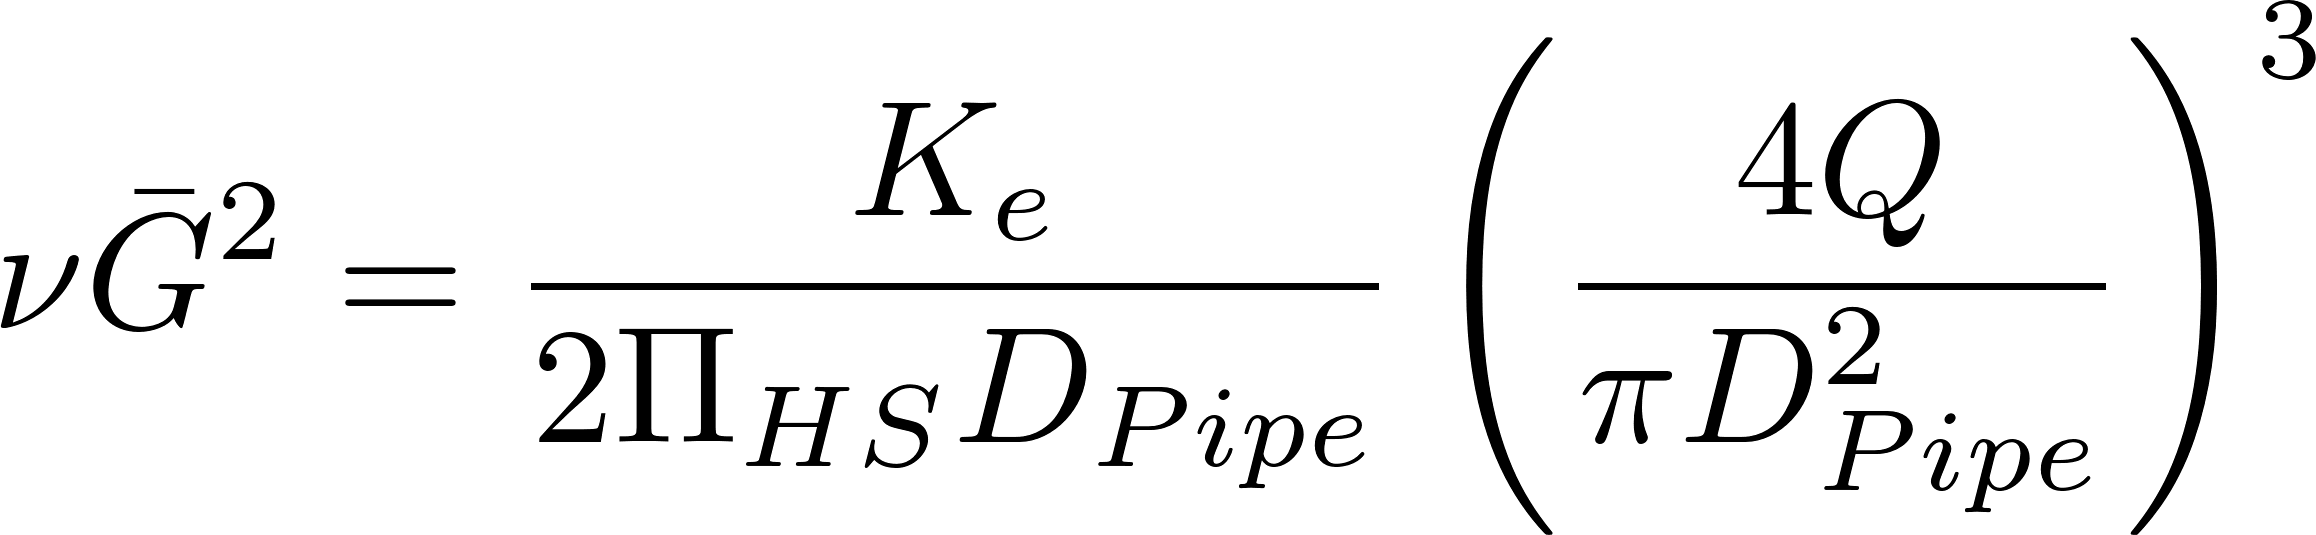 $\nu \bar{G}^2 = \frac{K_e}{2 \Pi_{HS} D_{Pipe}} \left( \frac{4Q}{\pi D_{Pipe}^2} \right)^3$